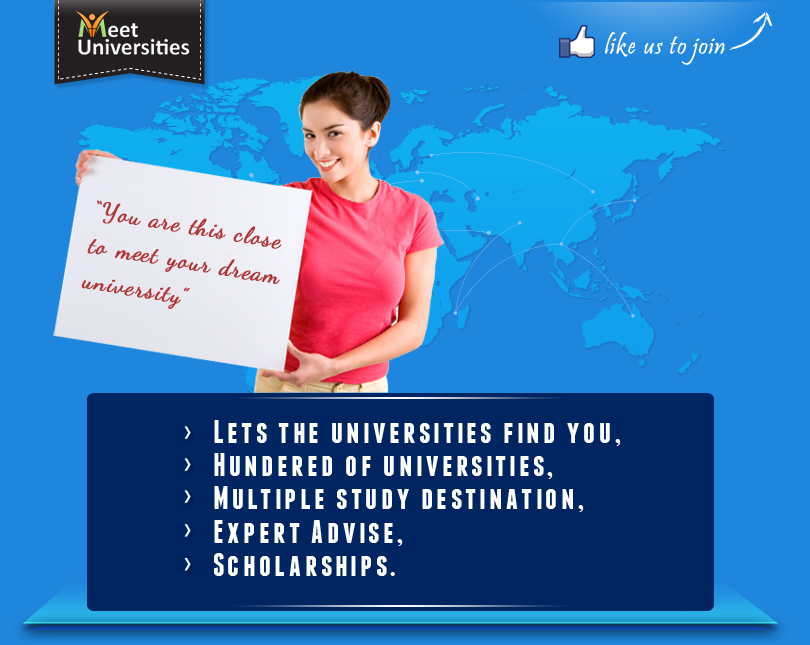 Meet
Universities
like us to join
"You are this close
to meet your dream
university"
› Lets the universities find you,
› Hundered of universities,
› Multiple study destination,
› Expert Advise,
› Scholarships.